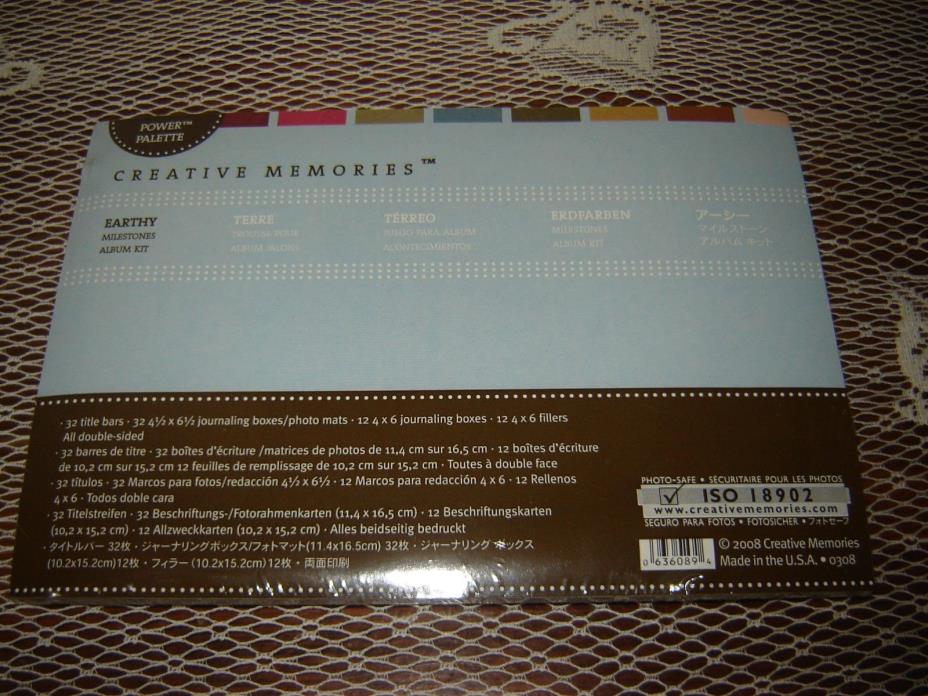 POWER™
PALETTE
CREATIVE MEMORIES™
EARTHY
MILESTONES
ALBUM KIT
TERRE
TROUSSE POUR
ALBUM JALONS
TÉRREO
JUEGO PARA ALBUM
ACONTECIMIENTOS
ERDFARBEN
MILESTONES
ALBUM KIT
アーシー
マイルストーン
アルバム キット
· 32 title bars · 32 4½ x 6½ journaling boxes/photo mats · 12 4 x 6 journaling boxes · 12 4 x 6 fillers
All double-sided
· 32 barres de titre · 32 boîtes d'écriture /matrices de photos de 11,4 cm sur 16,5 cm · 12 boîtes d'écriture
de 10,2 cm sur 15,2 cm 12 feuilles de remplissage de 10,2 cm sur 15,2 cm · Toutes à double face
· 32 títulos · 32 Marcos para fotos/redacción 4½ x 6½ · 12 Marcos para redacción 4 x 6 · 12 Rellenos
4 x 6 · Todos doble cara
· 32 Titelstreifen · 32 Beschriftungs-/Fotorahmenkarten (11,4 x 16,5 cm) · 12 Beschriftungskarten
(10,2 x 15,2 cm) · 12 Allzweckkarten (10,2 x 15,2 cm) · Alles beidseitig bedruckt
· タイトルバー 32枚 · ジャーナリングボックス/フォトマット(11.4x16.5cm) 32枚 · ジャーナリング ボックス
(10.2x15.2cm)12枚 · フィラー (10.2x15.2cm)12枚 · 両面印刷
PHOTO-SAFE • SÉCURITAIRE POUR LES PHOTOS
ISO 18902
www.creativememories.com
SEGURO PARA FOTOS • FOTOSICHER • フォトセーフ
0 636089 4
© 2008 Creative Memories
Made in the U.S.A. • 0308